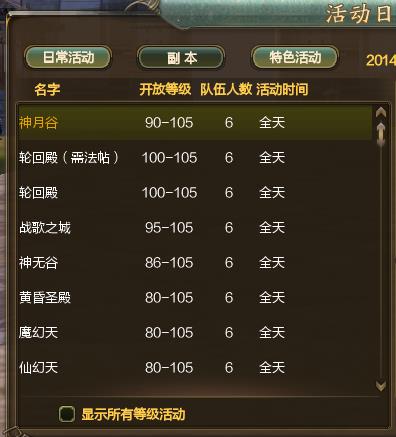 活动日
日常活动 副本 特色活动 2014
名字 开放等级 队伍人数 活动时间
神月谷 90-105 6 全天
轮回殿（需法帖） 100-105 6 全天
轮回殿 100-105 6 全天
战歌之城 95-105 6 全天
神无谷 86-105 6 全天
黄昏圣殿 80-105 6 全天
魔幻天 80-105 6 全天
仙幻天 80-105 6 全天
显示所有等级活动